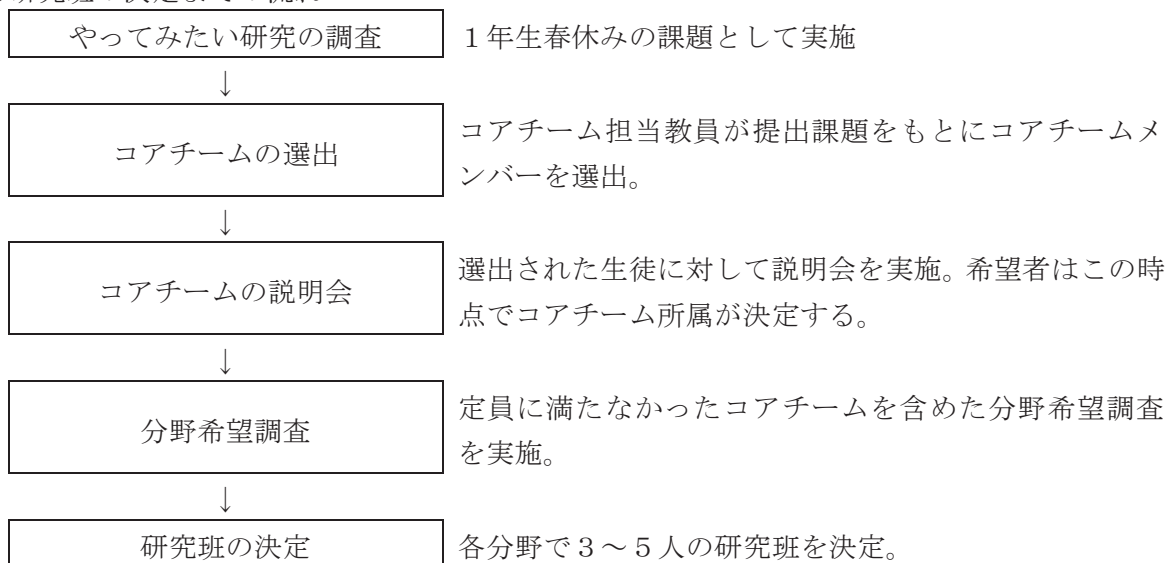 やってみたい研究の調査 1年生春休みの課題として実施
↓
コアチームの選出
コアチーム担当教員が提出課題をもとにコアチームメ
ンバーを選出。
↓
コアチームの説明会
選出された生徒に対して説明会を実施。希望者はこの時
点でコアチーム所属が決定する。
↓
分野希望調査
定員に満たなかったコアチームを含めた分野希望調査
を実施。
↓
研究班の決定 各分野で3~5人の研究班を決定。